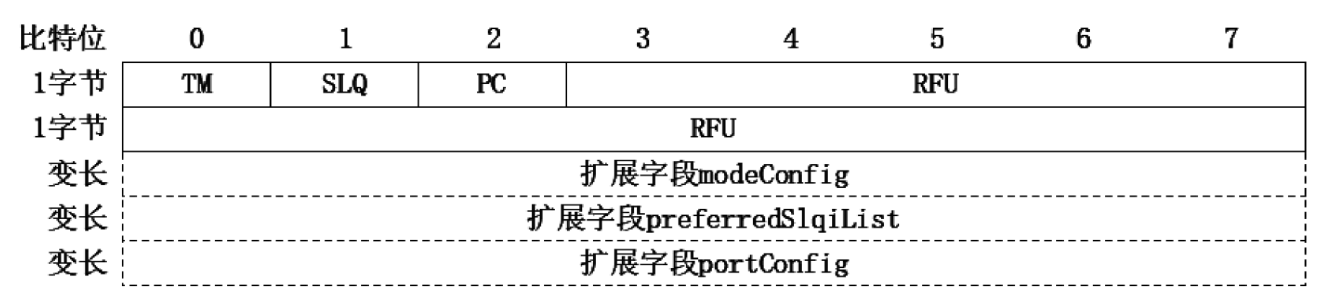 比特位 0 1 2 3 4 5 6 7
1字节 TM SLQ PC RFU
1字节 RFU
变长 扩展字段modeConfig
变长 扩展字段preferredSlqiList
变长 扩展字段portConfig